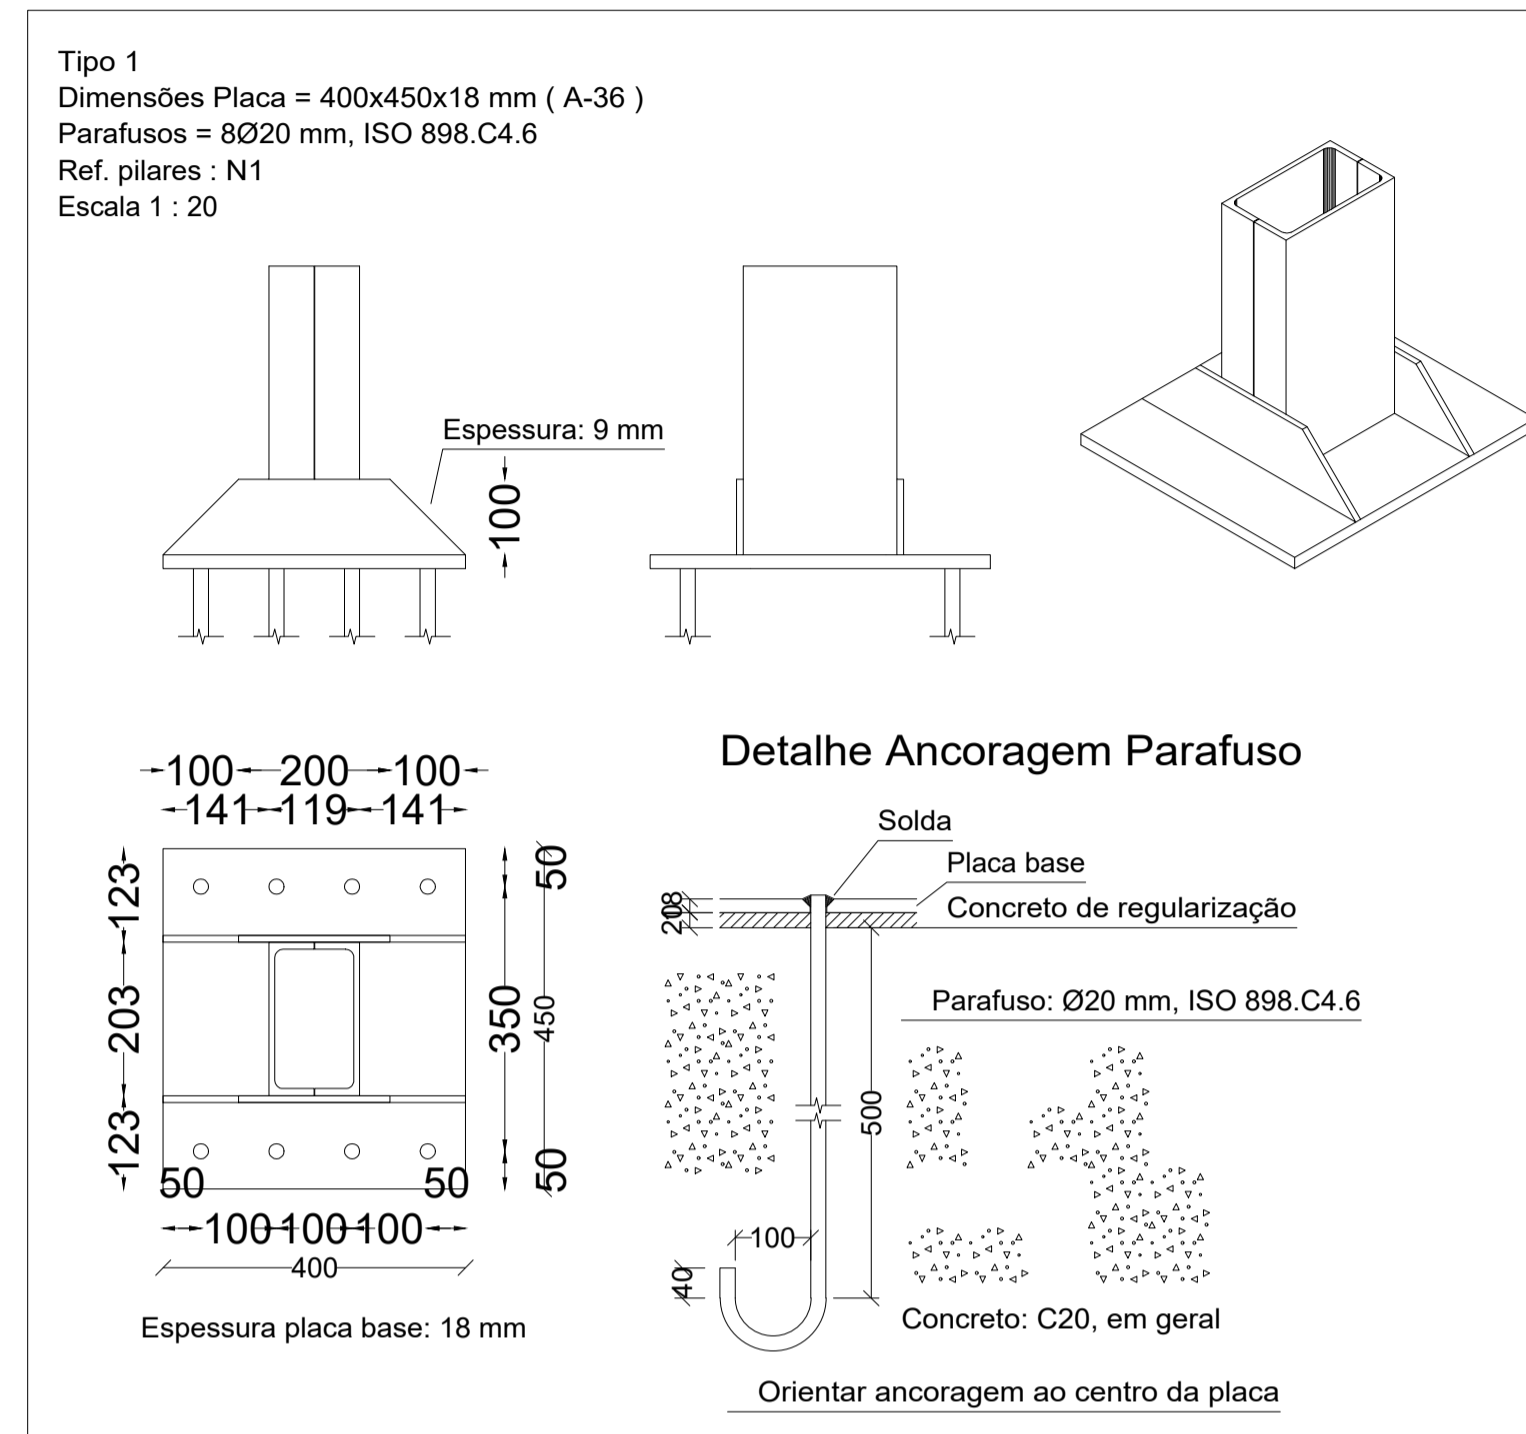 Tipo 1
Dimensões Placa = 400x450x18 mm ( A-36 )
Parafusos = 8Ø20 mm, ISO 898.C4.6
Ref. pilares : N1
Escala 1 : 20
Espessura: 9 mm
100
100 200 100
141 119 141
123
203
123
50
350
450
50
50 50
100 100 100
400
Espessura placa base: 18 mm
Detalhe Ancoragem Parafuso
Solda
Placa base
Concreto de regularização
18
20
Parafuso: Ø20 mm, ISO 898.C4.6
500
100
40
Concreto: C20, em geral
Orientar ancoragem ao centro da placa